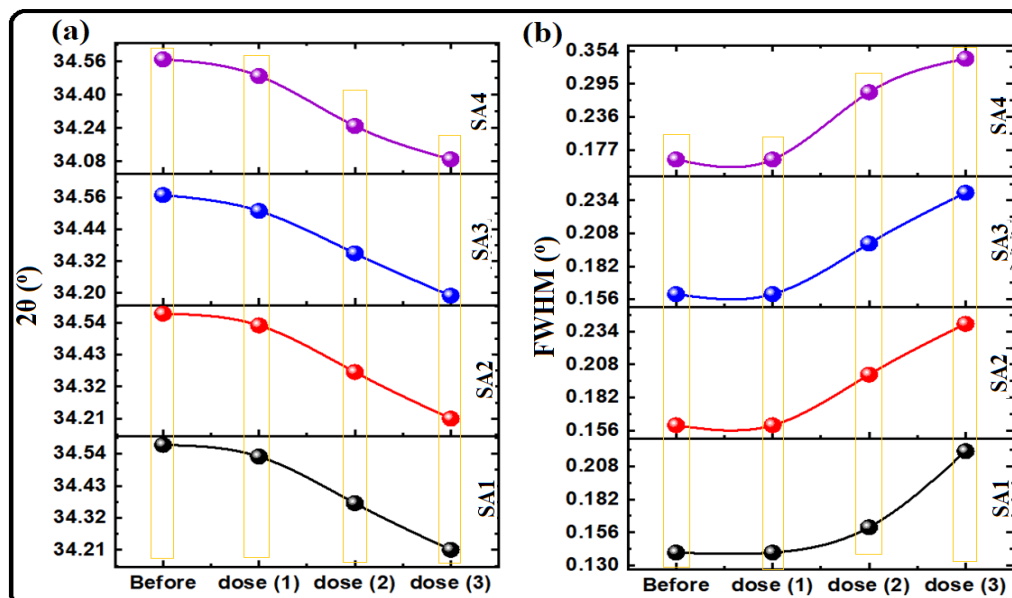 (a)
2θ (º)
34.56
34.40
34.24
34.08
SA4
34.56
34.44
34.32
34.20
SA3
34.54
34.43
34.32
34.21
SA2
34.54
34.43
34.32
34.21
SA1
Before dose (1) dose (2) dose (3)
(b)
FWHM (º)
0.354
0.295
0.236
0.177
SA4
0.234
0.208
0.182
0.156
SA3
0.234
0.208
0.182
0.156
SA2
0.208
0.182
0.156
0.130
SA1
Before dose (1) dose (2) dose (3)